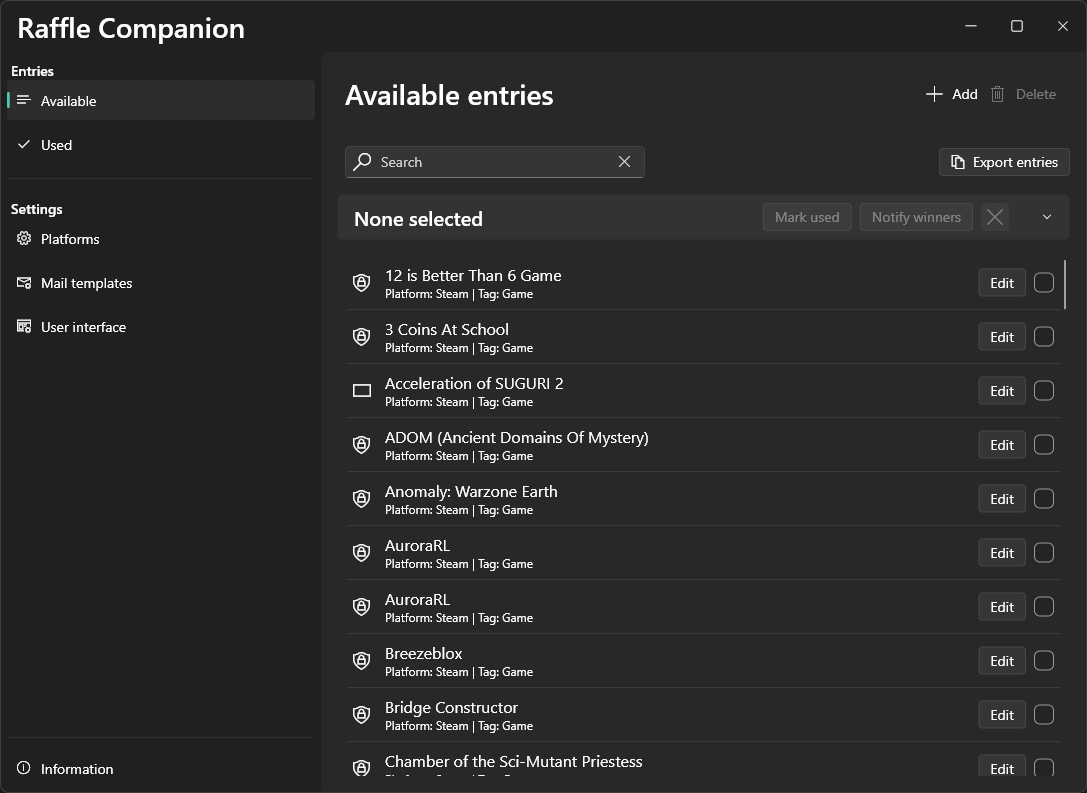 Raffle Companion
Entries
Available
Used
Settings
Platforms
Mail templates
User interface
Information
Available entries
Add Delete
Search
Export entries
None selected
Mark used Notify winners
12 is Better Than 6 Game
Platform: Steam | Tag: Game
Edit
3 Coins At School
Platform: Steam | Tag: Game
Edit
Acceleration of SUGURI 2
Platform: Steam | Tag: Game
Edit
ADOM (Ancient Domains Of Mystery)
Platform: Steam | Tag: Game
Edit
Anomaly: Warzone Earth
Platform: Steam | Tag: Game
Edit
AuroraRL
Platform: Steam | Tag: Game
Edit
AuroraRL
Platform: Steam | Tag: Game
Edit
Breezeblox
Platform: Steam | Tag: Game
Edit
Bridge Constructor
Platform: Steam | Tag: Game
Edit
Chamber of the Sci-Mutant Priestess
Edit